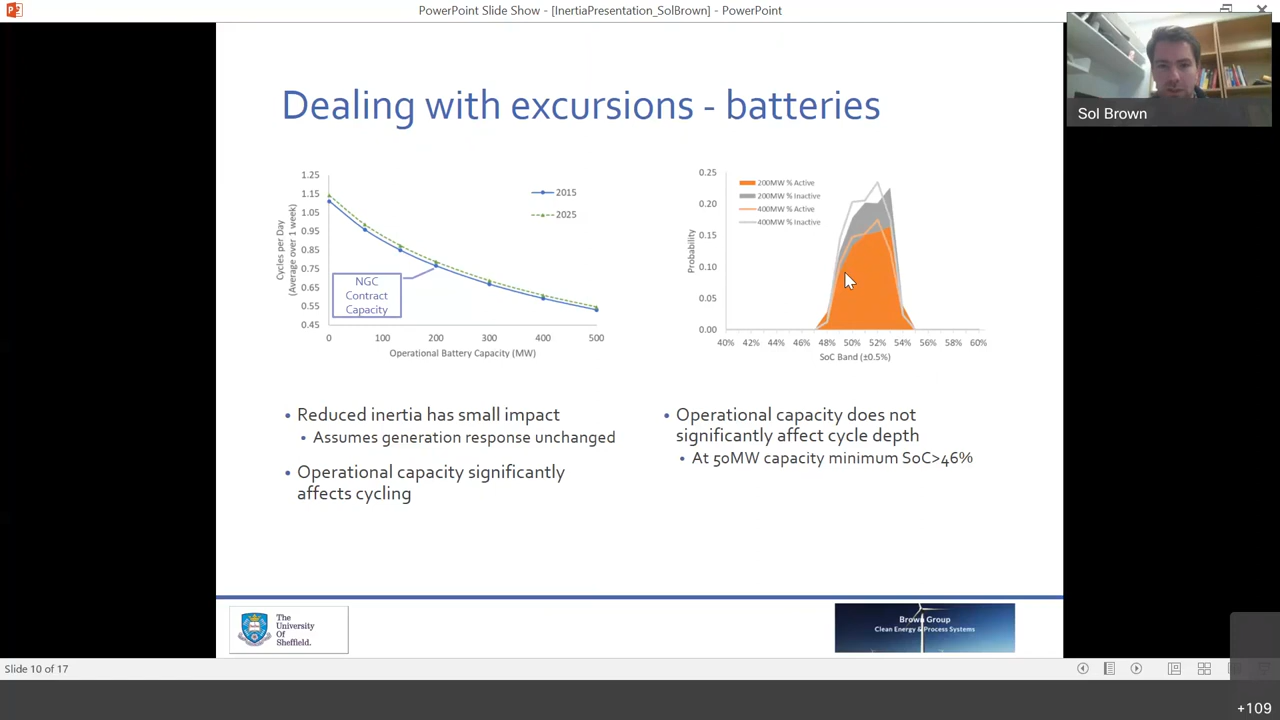 PowerPoint Slide Show - [InertiaPresentation_SolBrown] - PowerPoint
Sol Brown
Dealing with excursions - batteries
1.25
1.15
1.05
0.95
0.85
0.75
0.65
0.55
0.45
Cycles per Day
(Average over 1 week)
2015
2025
NGC
Contract
Capacity
0
100
200
300
400
500
Operational Battery Capacity (MW)
0.25
0.20
0.15
0.10
0.05
0.00
Probability
200MW % Active
200MW % Inactive
400MW % Active
400MW % Inactive
40%
42%
44%
46%
48%
50%
52%
54%
56%
58%
60%
SoC Band (±0.5%)
• Reduced inertia has small impact
• Assumes generation response unchanged
• Operational capacity significantly
affects cycling
• Operational capacity does not
significantly affect cycle depth
• At 50MW capacity minimum SoC>46%
The
University
Of
Sheffield.
Brown Group
Clean Energy & Process Systems
Slide 10 of 17
+109